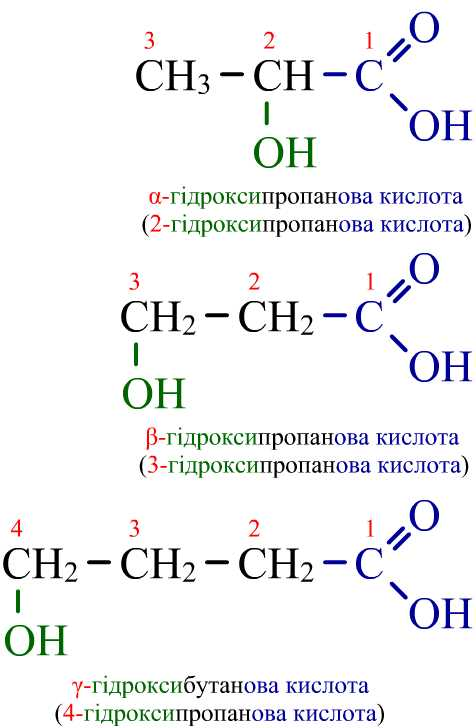 3 2 1 O
CH3 – CH – C
OH OH
α-гідроксипропанова кислота
(2-гідроксипропанова кислота)
3 2 1 O
CH2 – CH2 – C
OH OH
β-гідроксипропанова кислота
(3-гідроксипропанова кислота)
4 3 2 1 O
CH2 – CH2 – CH2 – C
OH OH
γ-гідроксибутанова кислота
(4-гідроксипропанова кислота)